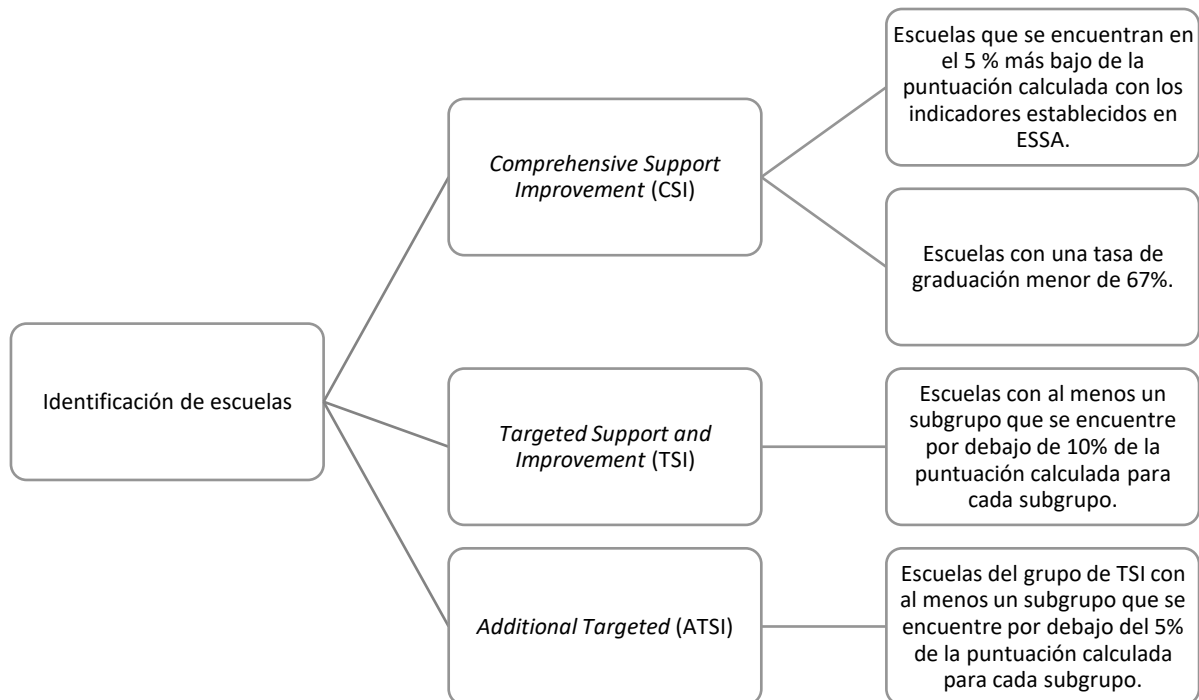 Identificación de escuelas
Comprehensive Support
Improvement (CSI)
Escuelas que se encuentran en
el 5 % más bajo de la
puntuación calculada con los
indicadores establecidos en
ESSA.
Escuelas con una tasa de
graduación menor de 67%.
Targeted Support and
Improvement (TSI)
Escuelas con al menos un
subgrupo que se encuentre
por debajo de 10% de la
puntuación calculada para
cada subgrupo.
Additional Targeted (ATSI)
Escuelas del grupo de TSI con
al menos un subgrupo que se
encuentre por debajo del 5%
de la puntuación calculada
para cada subgrupo.